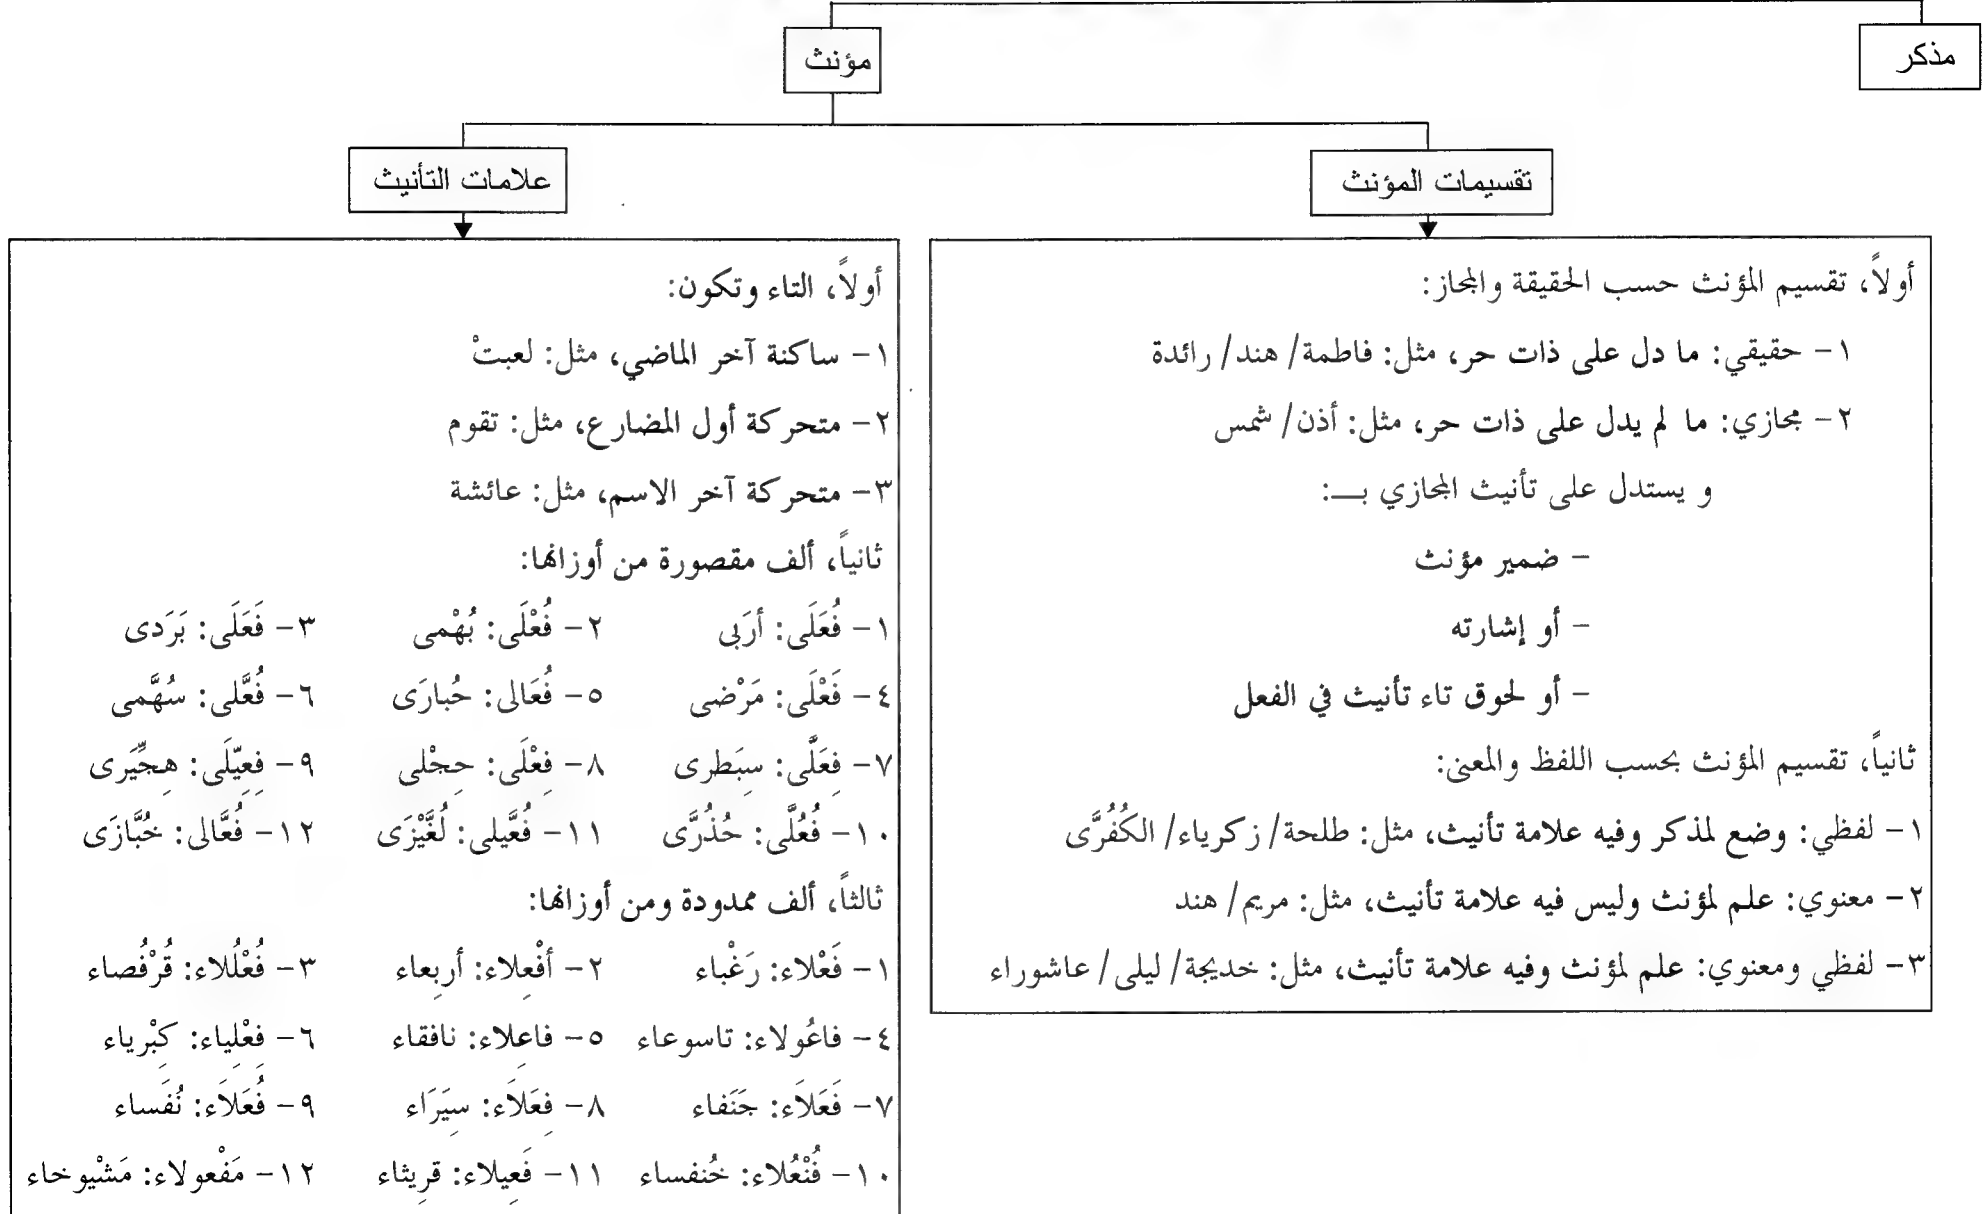 مذكر
مؤنث
تقسيمات المؤنث
علامات التأنيث
أولاً، تقسيم المؤنث حسب الحقيقة والمجاز:
١- حقيقي: ما دل على ذات حر، مثل: فاطمة/ هند/ رائدة
٢- مجازي: ما لم يدل على ذات حر، مثل: أذن/ شمس
و يستدل على تأنيث المجازي بـــ:
- ضمير مؤنث
- أو إشارته
- أو لحوق تاء تأنيث في الفعل
ثانياً، تقسيم المؤنث بحسب اللفظ والمعنى:
١- لفظي: وضع لمذكر وفيه علامة تأنيث، مثل: طلحة/ زكرياء/ الكُفُرَّى
٢- معنوي: علم لمؤنث وليس فيه علامة تأنيث، مثل: مريم/ هند
٣- لفظي ومعنوي: علم لمؤنث وفيه علامة تأنيث، مثل: خديجة/ ليلى/ عاشوراء
أولاً، التاء وتكون:
١- ساكنة آخر الماضي، مثل: لعبتْ
٢- متحركة أول المضارع، مثل: تقوم
٣- متحركة آخر الاسم، مثل: عائشة
ثانياً، ألف مقصورة من أوزانها:
١- فُعَلَى: أرَبى ٢- فُعْلَى: بُهْمى ٣- فَعَلَى: بَرَدى
٤- فَعْلَى: مَرْضى ٥- فُعَالى: حُبارَى ٦- فُعَّلى: سُهَّمى
٧- فِعَلَّى: سِبَطرى ٨- فِعْلَى: حِجْلى ٩- فِعِيّلَى: هِجِّيَرى
١٠- فُعُلَّى: حُذُرَّى ١١- فُعَّيلى: لُغَّيْزَى ١٢- فُعَّالى: خُبَّازَى
ثالثاً، ألف ممدودة ومن أوزانها:
١- فَعْلاء: رَغْباء ٢- أفْعِلاء: أربِعاء ٣- فُعْلُلاء: قُرْفُصاء
٤- فاعُولاء: تاسوعاء ٥- فاعِلاء: نافقاء ٦- فِعْلِياء: كِبْرياء
٧- فَعَلاَء: جَنَفاء ٨- فِعَلاَء: سِيَرَاء ٩- فُعَلاَء: نُفَساء
١٠- فُنْعُلاء: خُنفساء ١١- فَعِيلاء: قرِيثاء ١٢- مَفْعولاء: مَشْيوخاء